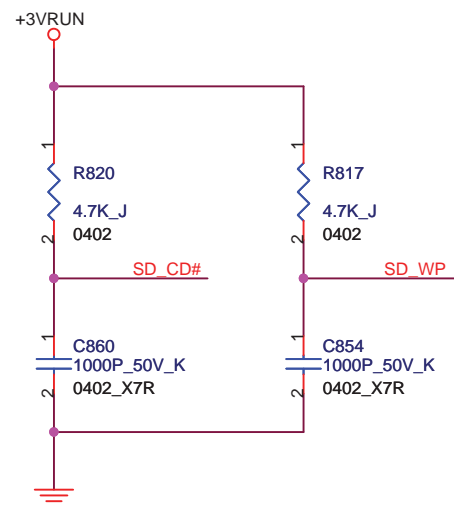 +3VRUN
1
1
R820
R817
4.7K_J
4.7K_J
2
0402
2
0402
SD_CD#
SD_WP
1
C860
1
C854
1000P_50V_K
1000P_50V_K
2
0402_X7R
2
0402_X7R